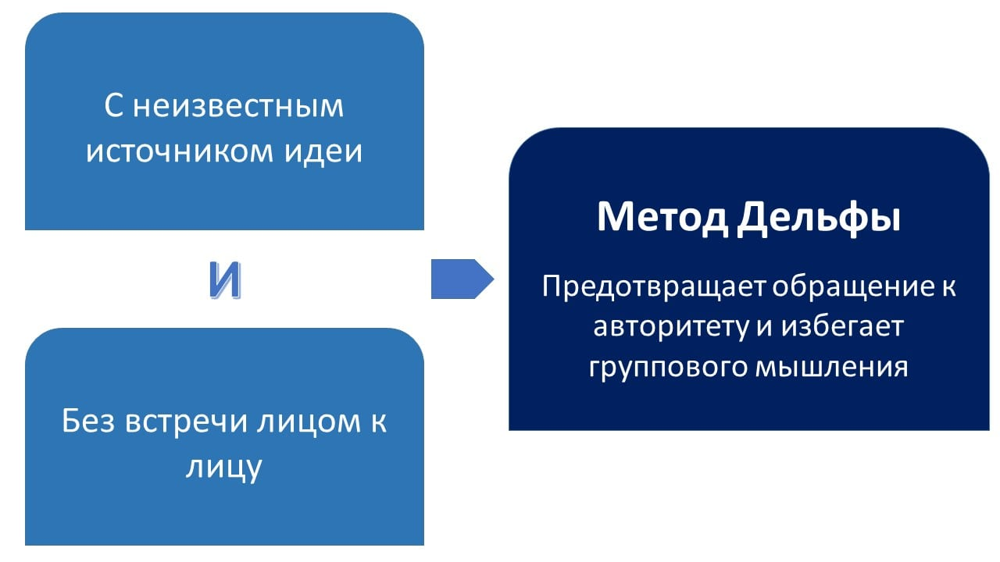 С неизвестным
источником идеи
И
Без встречи лицом к
лицу
Метод Дельфы
Предотвращает обращение к
авторитету и избегает
группового мышления